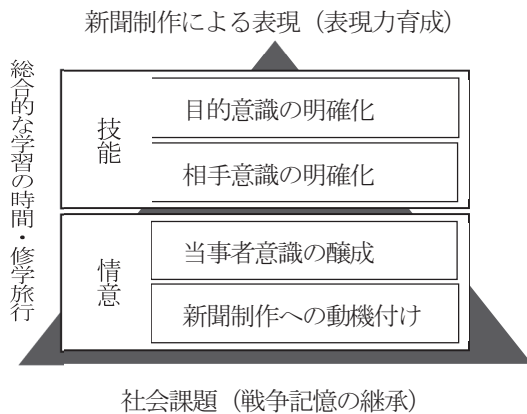 新聞制作による表現（表現力育成）
総合的な学習の時間・修学旅行
技能
目的意識の明確化
相手意識の明確化
情意
当事者意識の醸成
新聞制作への動機付け
社会課題（戦争記憶の継承）